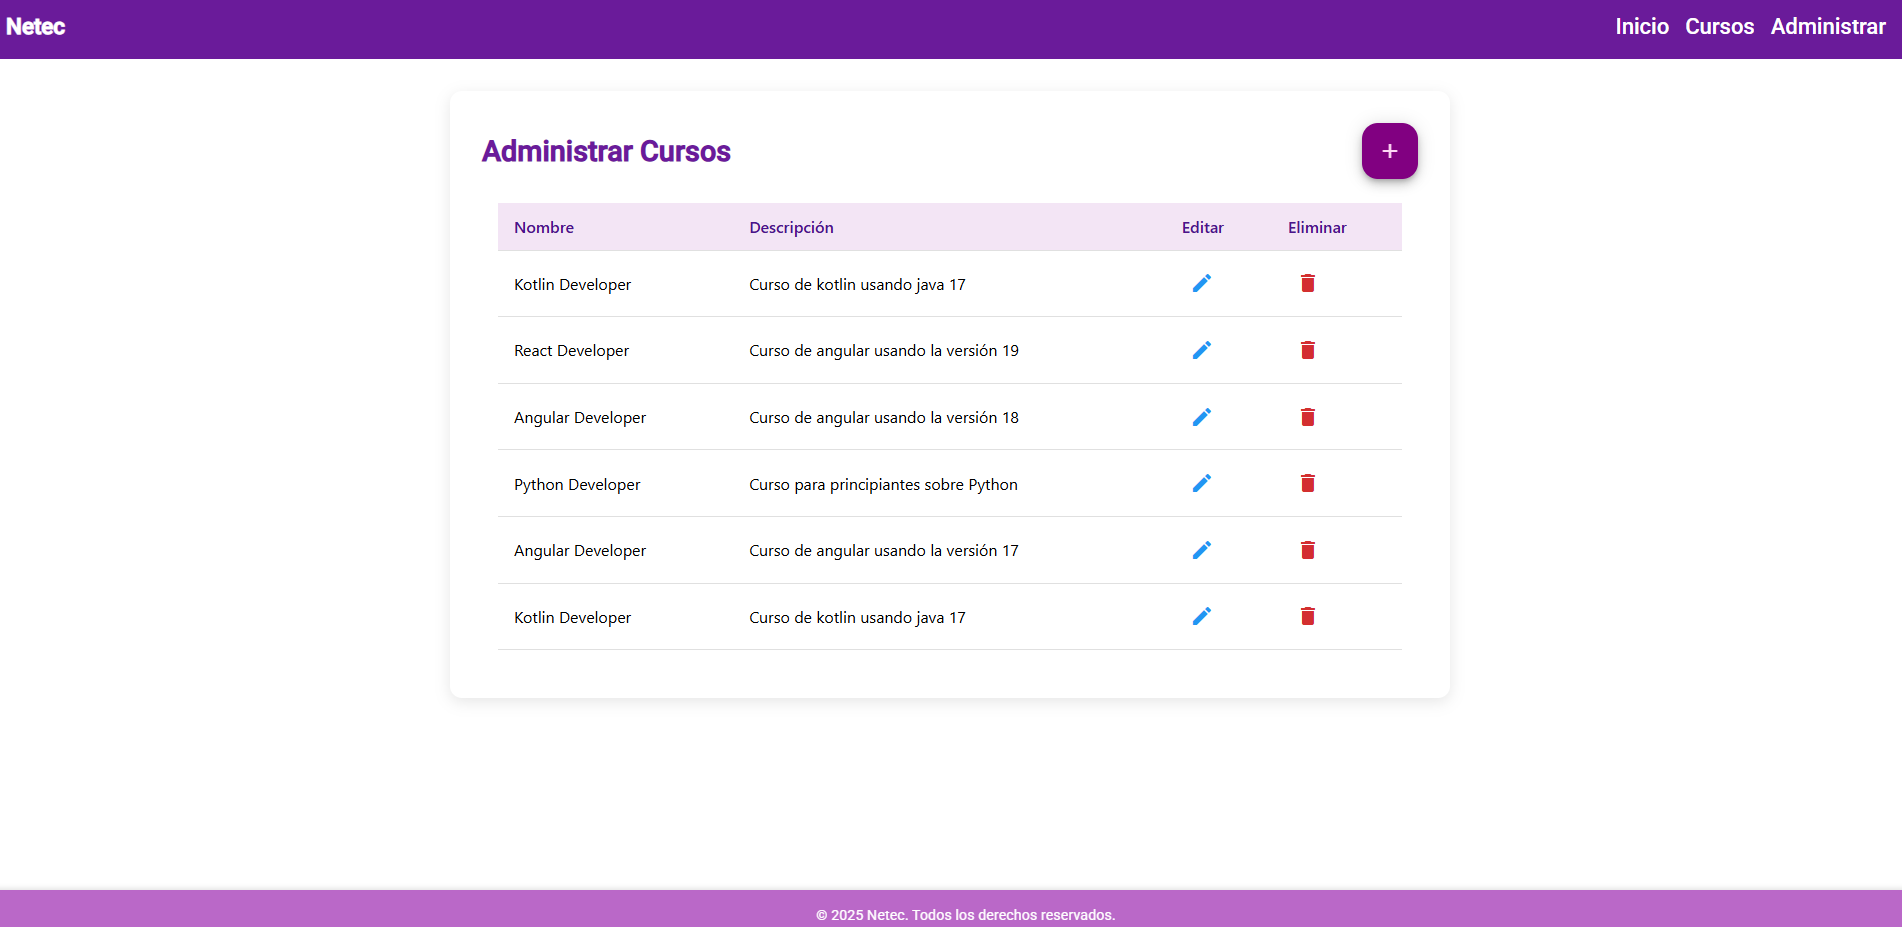 Netec Inicio Cursos Administrar
Administrar Cursos +
Nombre Descripción Editar Eliminar
Kotlin Developer Curso de kotlin usando java 17
React Developer Curso de angular usando la versión 19
Angular Developer Curso de angular usando la versión 18
Python Developer Curso para principiantes sobre Python
Angular Developer Curso de angular usando la versión 17
Kotlin Developer Curso de kotlin usando java 17
© 2025 Netec. Todos los derechos reservados.